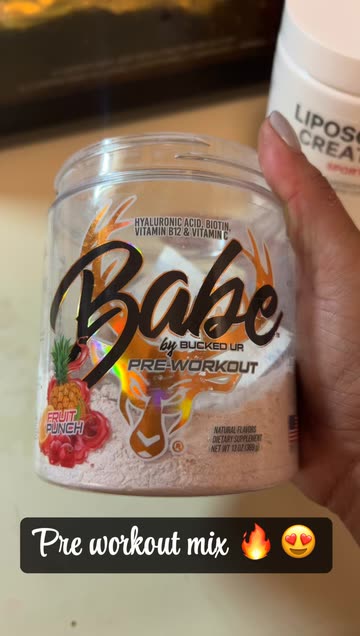 LIPOSO
CREAT
SPORT
HYALURONIC ACID, BIOTIN,
VITAMIN B12 & VITAMIN C
Babe
by BUCKED UP
PRE-WORKOUT
FRUIT
PUNCH
NATURAL FLAVORS
DIETARY SUPPLEMENT
Pre workout mix 🔥 😍